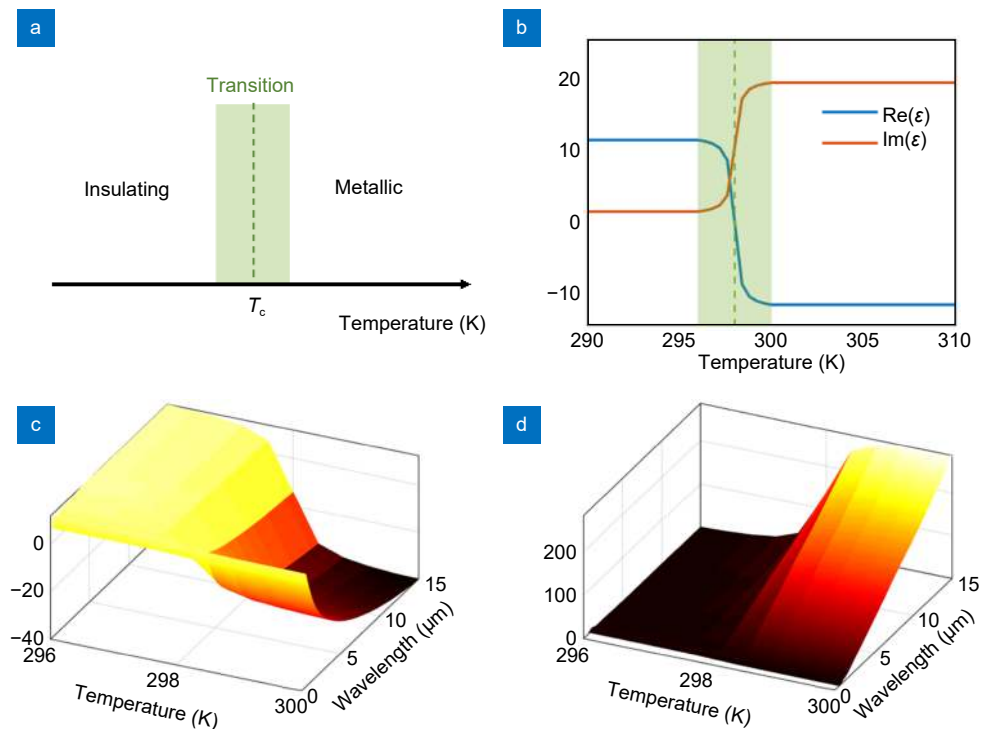 a
Transition
Insulating
Metallic
T_c
Temperature (K)
b
20
10
0
−10
Re(ε)
Im(ε)
290
295
300
305
310
Temperature (K)
c
0
−20
−40
296
298
300
Temperature (K)
0
5
10
15
Wavelength (μm)
d
200
100
0
296
298
300
Temperature (K)
0
5
10
15
Wavelength (μm)